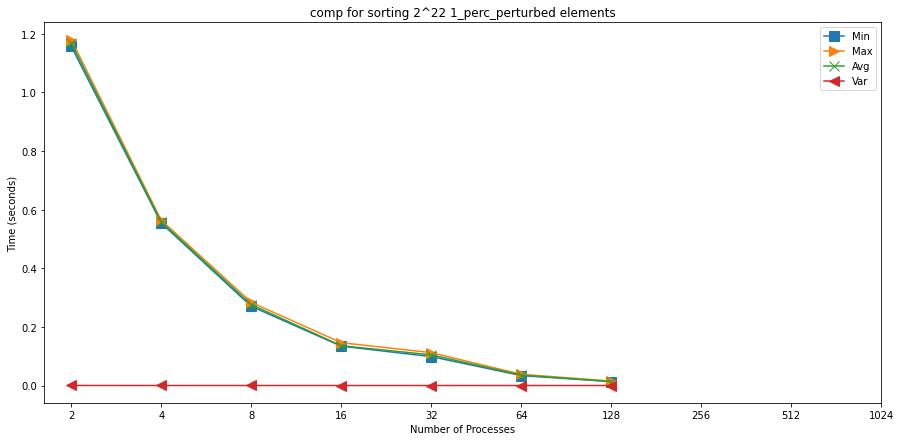 comp for sorting 2^22 1_perc_perturbed elements
Min
Max
Avg
Var
Time (seconds)
1.2
1.0
0.8
0.6
0.4
0.2
0.0
2 4 8 16 32 64 128 256 512 1024
Number of Processes